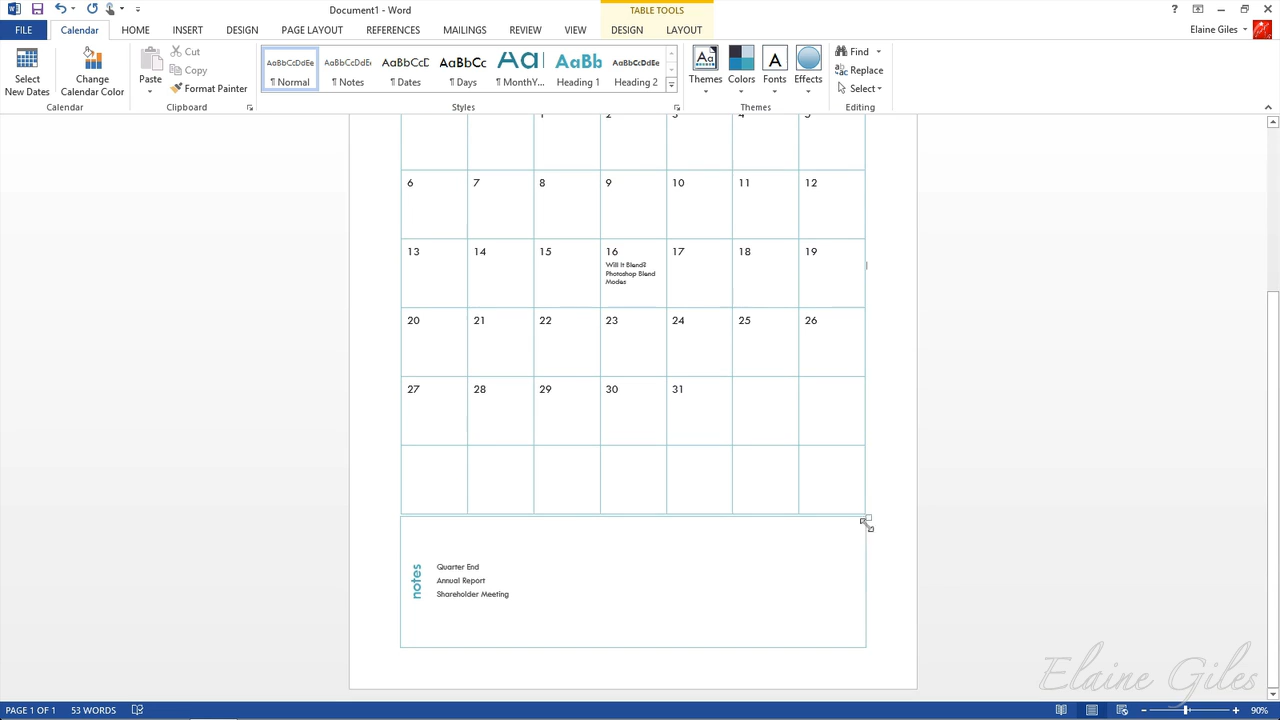 Document1 - Word
TABLE TOOLS
FILE Calendar HOME INSERT DESIGN PAGE LAYOUT REFERENCES MAILINGS REVIEW VIEW DESIGN LAYOUT Elaine Giles
Select New Dates
Change Calendar Color
Calendar
Paste
Cut
Copy
Format Painter
Clipboard
AaBbCcDdEe AaBbCcDdEe AaBbCcD AaBbCc AaBb AaBb AaBbCcDdEe
¶ Normal ¶ Notes ¶ Dates ¶ Days ¶ MonthY... Heading 1 Heading 2
Styles
Themes Colors Fonts Effects
Themes
Find
Replace
Select
Editing
1 2 3 4 5
6 7 8 9 10 11 12
13 14 15 16 17 18 19
Will It Blend?
Photoshop Blend
Modes
20 21 22 23 24 25 26
27 28 29 30 31
notes
Quarter End
Annual Report
Shareholder Meeting
Elaine Giles
PAGE 1 OF 1 53 WORDS 90%